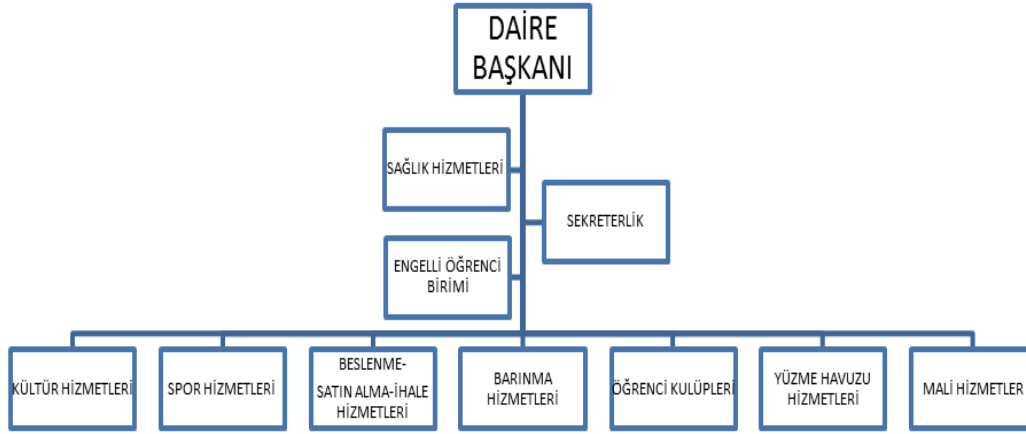 DAİRE
BAŞKANI
SAĞLIK HİZMETLERİ
SEKRETERLİK
ENGELLİ ÖĞRENCİ
BİRİMİ
KÜLTÜR HİZMETLERİ
SPOR HİZMETLERİ
BESLENME-
SATIN ALMA-İHALE
HİZMETLERİ
BARINMA
HİZMETLERİ
ÖĞRENCİ KULÜPLERİ
YÜZME HAVUZU
HİZMETLERİ
MALİ HİZMETLER